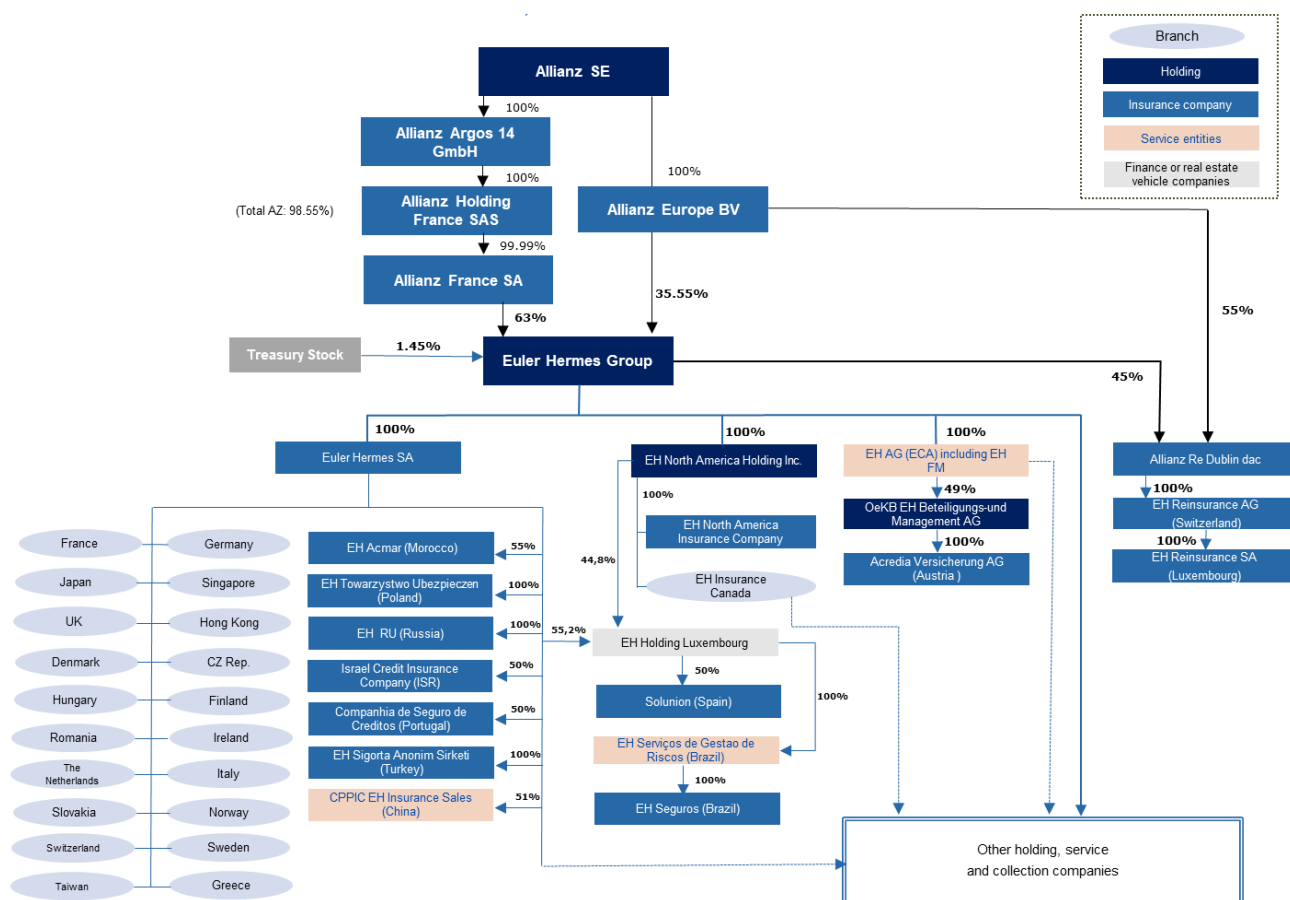 Branch
Holding
Insurance company
Service entities
Finance or real estate
vehicle companies
Allianz SE
100%
Allianz Argos 14
GmbH
100%
100%
(Total AZ: 98.55%)
Allianz Holding
France SAS
Allianz Europe BV
99.99%
Allianz France SA
35.55%
63%
55%
Treasury Stock
1.45%
Euler Hermes Group
45%
100%
100%
100%
Euler Hermes SA
EH North America Holding Inc.
EH AG (ECA) including EH
FM
Allianz Re Dublin dac
100%
49%
100%
EH North America
Insurance Company
OeKB EH Beteiligungs-und
Management AG
EH Reinsurance AG
(Switzerland)
100%
100%
Acredia Versicherung AG
(Austria )
EH Reinsurance SA
(Luxembourg)
44,8%
EH Insurance
Canada
France
Germany
Japan
Singapore
UK
Hong Kong
Denmark
CZ Rep.
Hungary
Finland
Romania
Ireland
The
Netherlands
Italy
Slovakia
Norway
Switzerland
Sweden
Taiwan
Greece
EH Acmar (Morocco)
55%
EH Towarzystwo Ubezpieczen
(Poland)
100%
EH RU (Russia)
100%
55,2%
Israel Credit Insurance
Company (ISR)
50%
Companhia de Seguro de
Creditos (Portugal)
50%
EH Sigorta Anonim Sirketi
(Turkey)
100%
CPPIC EH Insurance Sales
(China)
51%
EH Holding Luxembourg
50%
100%
Solunion (Spain)
EH Serviços de Gestao de
Riscos (Brazil)
100%
EH Seguros (Brazil)
Other holding, service
and collection companies